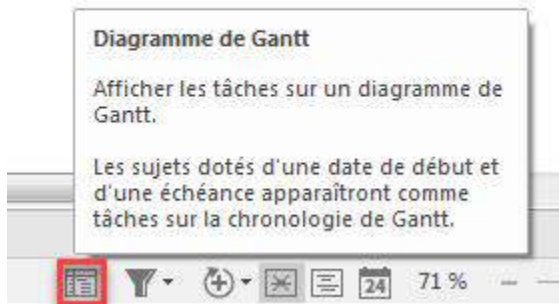 Diagramme de Gantt
Afficher les tâches sur un diagramme de
Gantt.
Les sujets dotés d'une date de début et
d'une échéance apparaîtront comme
tâches sur la chronologie de Gantt.
24 71 %